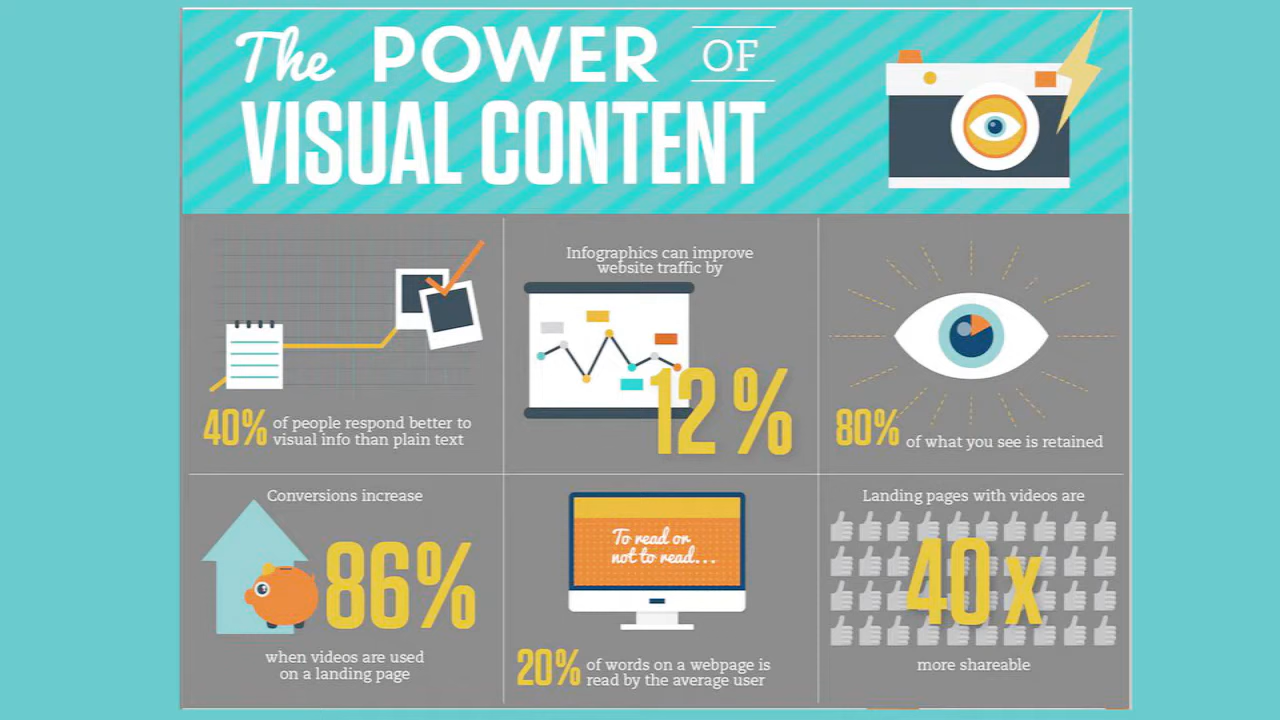 The POWER OF
VISUAL CONTENT
40% of people respond better to
visual info than plain text
Infographics can improve
website traffic by
12%
80% of what you see is retained
Conversions increase
86%
when videos are used
on a landing page
To read or
not to read...
20% of words on a webpage is
read by the average user
Landing pages with videos are
40x
more shareable